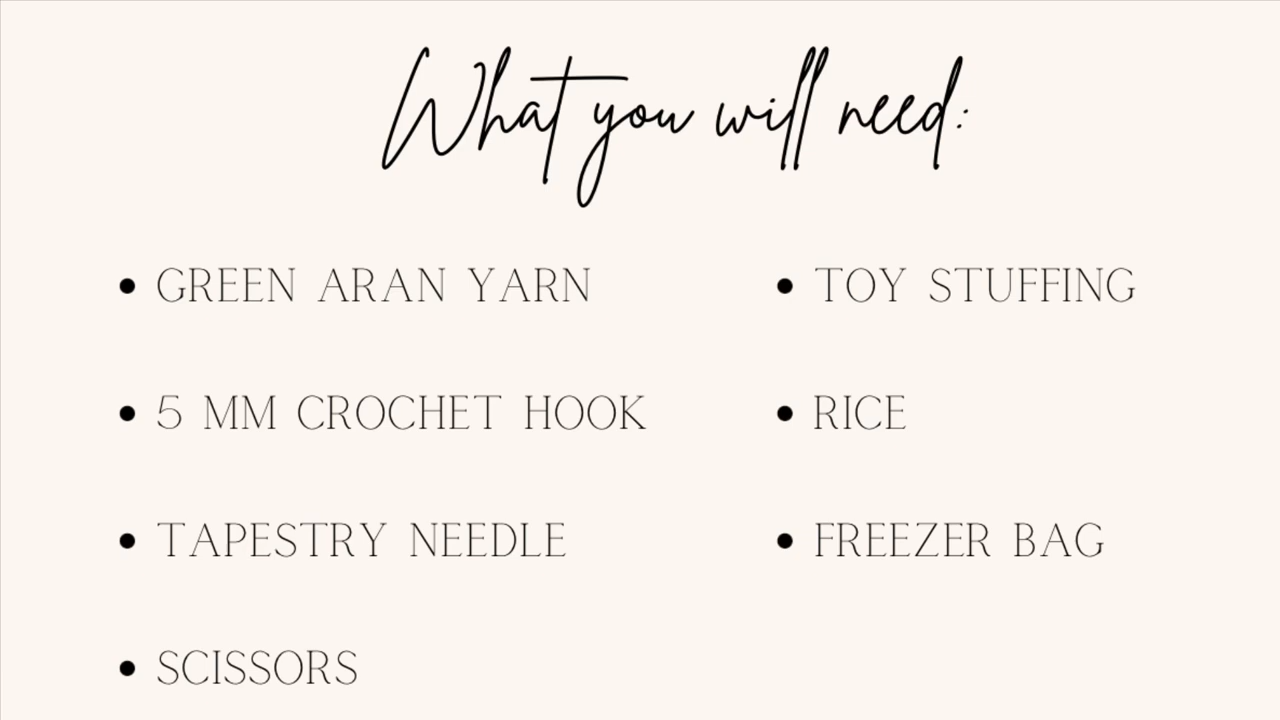 What you will need:
• GREEN ARAN YARN
• 5 MM CROCHET HOOK
• TAPESTRY NEEDLE
• SCISSORS
• TOY STUFFING
• RICE
• FREEZER BAG